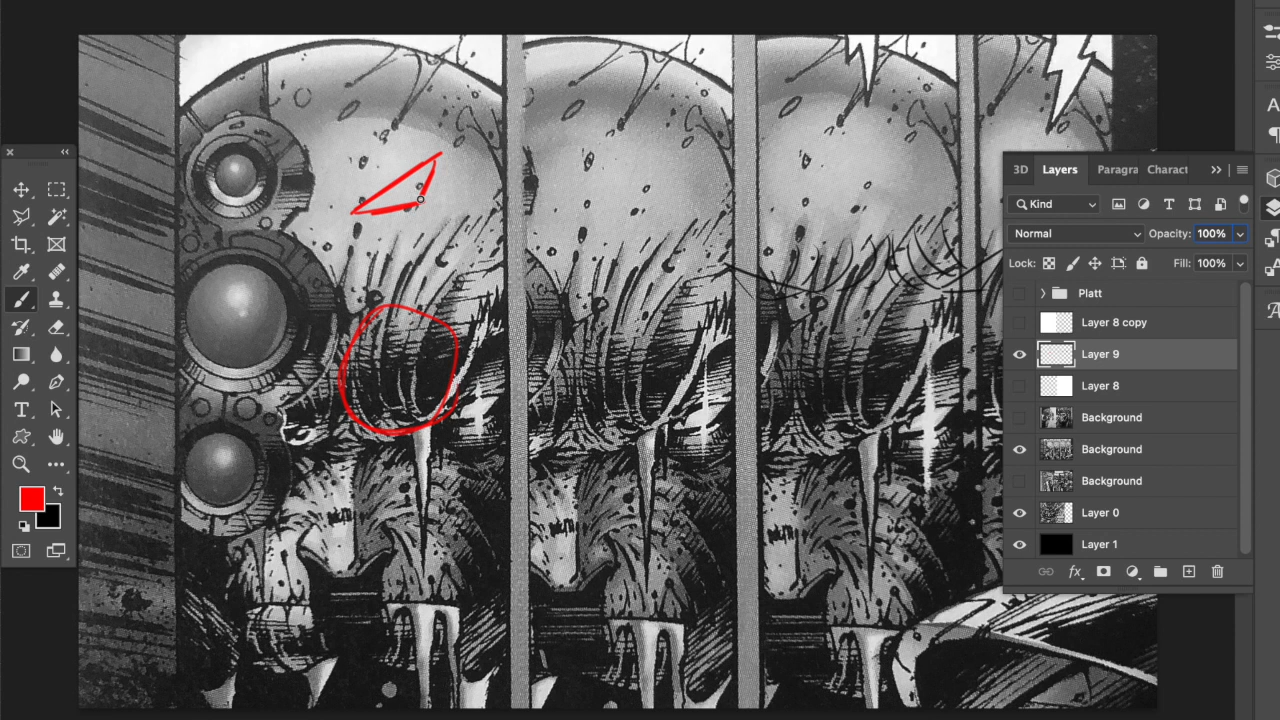 3D Layers Paragra Charact
Kind
Normal Opacity: 100%
Lock: Fill: 100%
Platt
Layer 8 copy
Layer 9
Layer 8
Background
Background
Background
Layer 0
Layer 1
fx